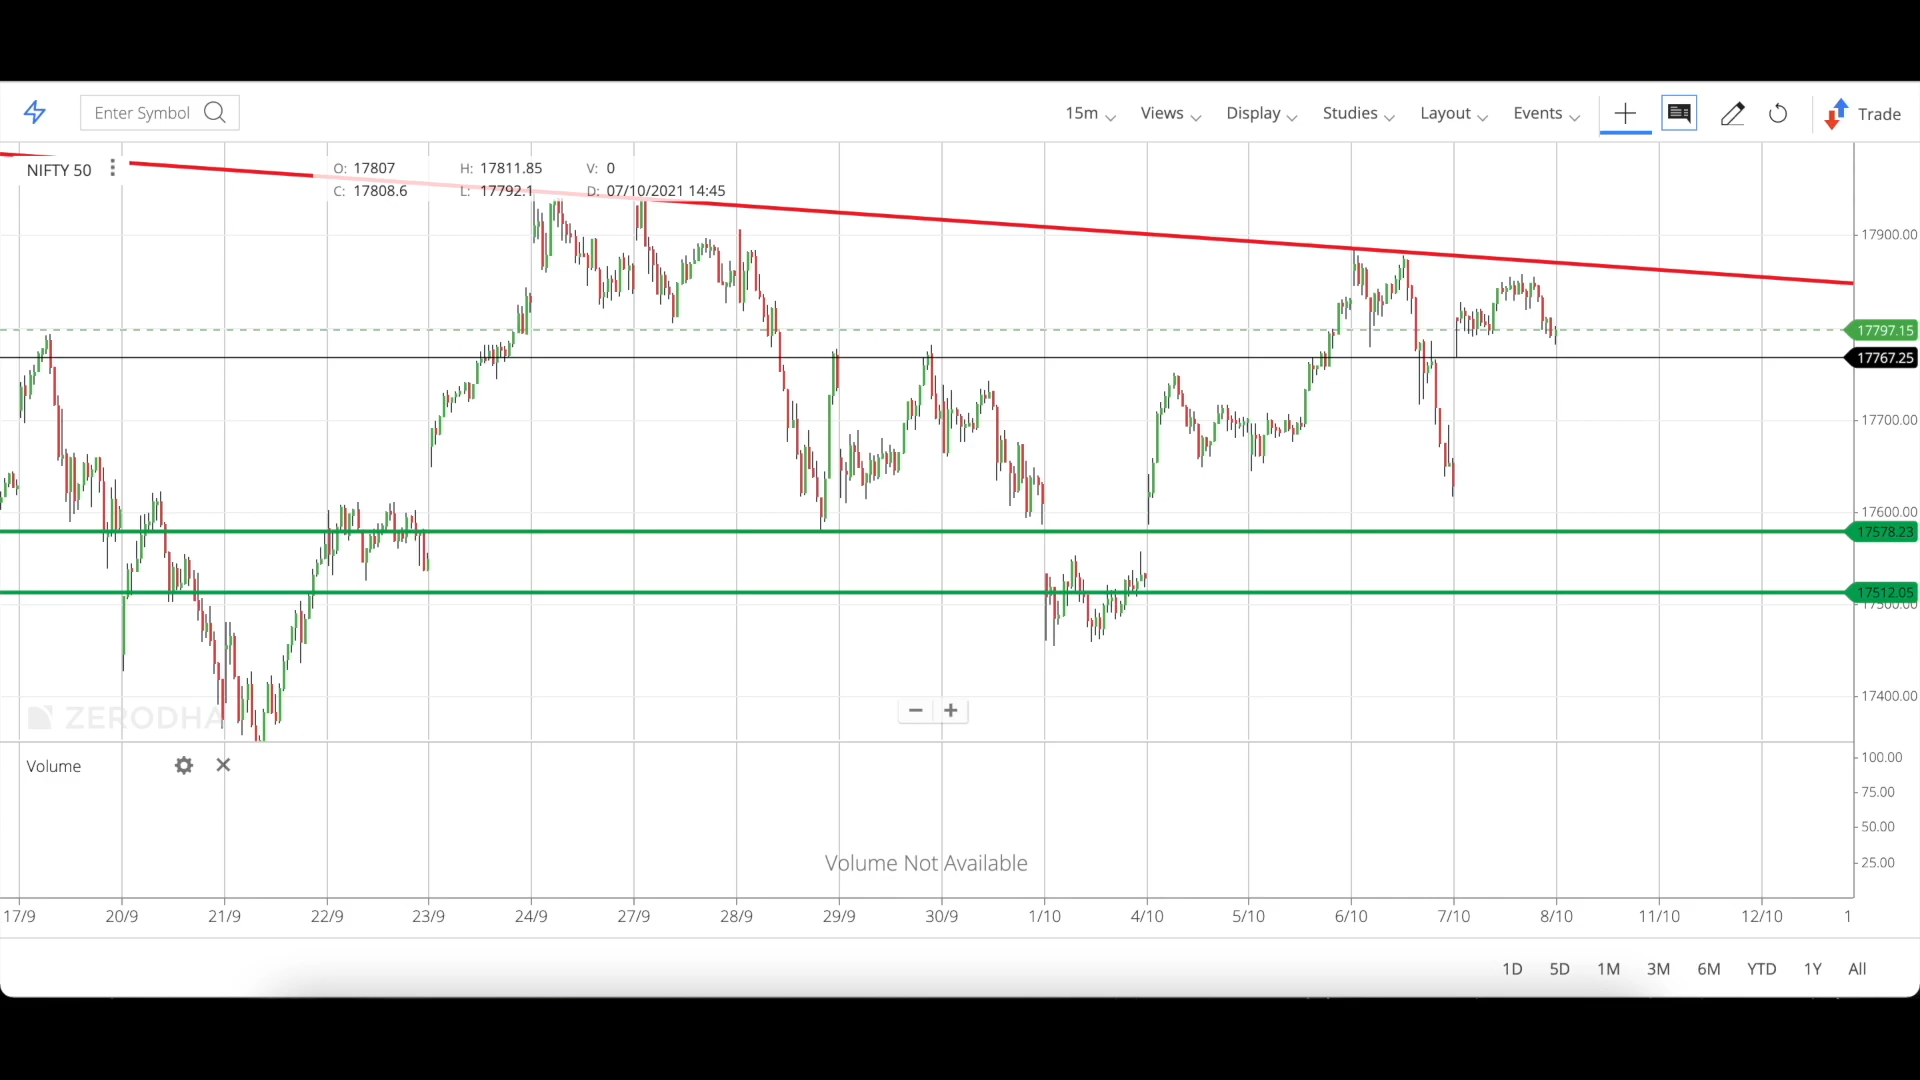 Enter Symbol
15m Views Display Studies Layout Events Trade
NIFTY 50
O: 17807 H: 17811.85 V: 0
C: 17808.6 L: 17792.1 D: 07/10/2021 14:45
17900.00
17797.15
17767.25
17700.00
17600.00
17578.23
17512.05
17500.00
17400.00
ZERODHA
Volume
100.00
75.00
50.00
25.00
Volume Not Available
17/9 20/9 21/9 22/9 23/9 24/9 27/9 28/9 29/9 30/9 1/10 4/10 5/10 6/10 7/10 8/10 11/10 12/10 1
1D 5D 1M 3M 6M YTD 1Y All